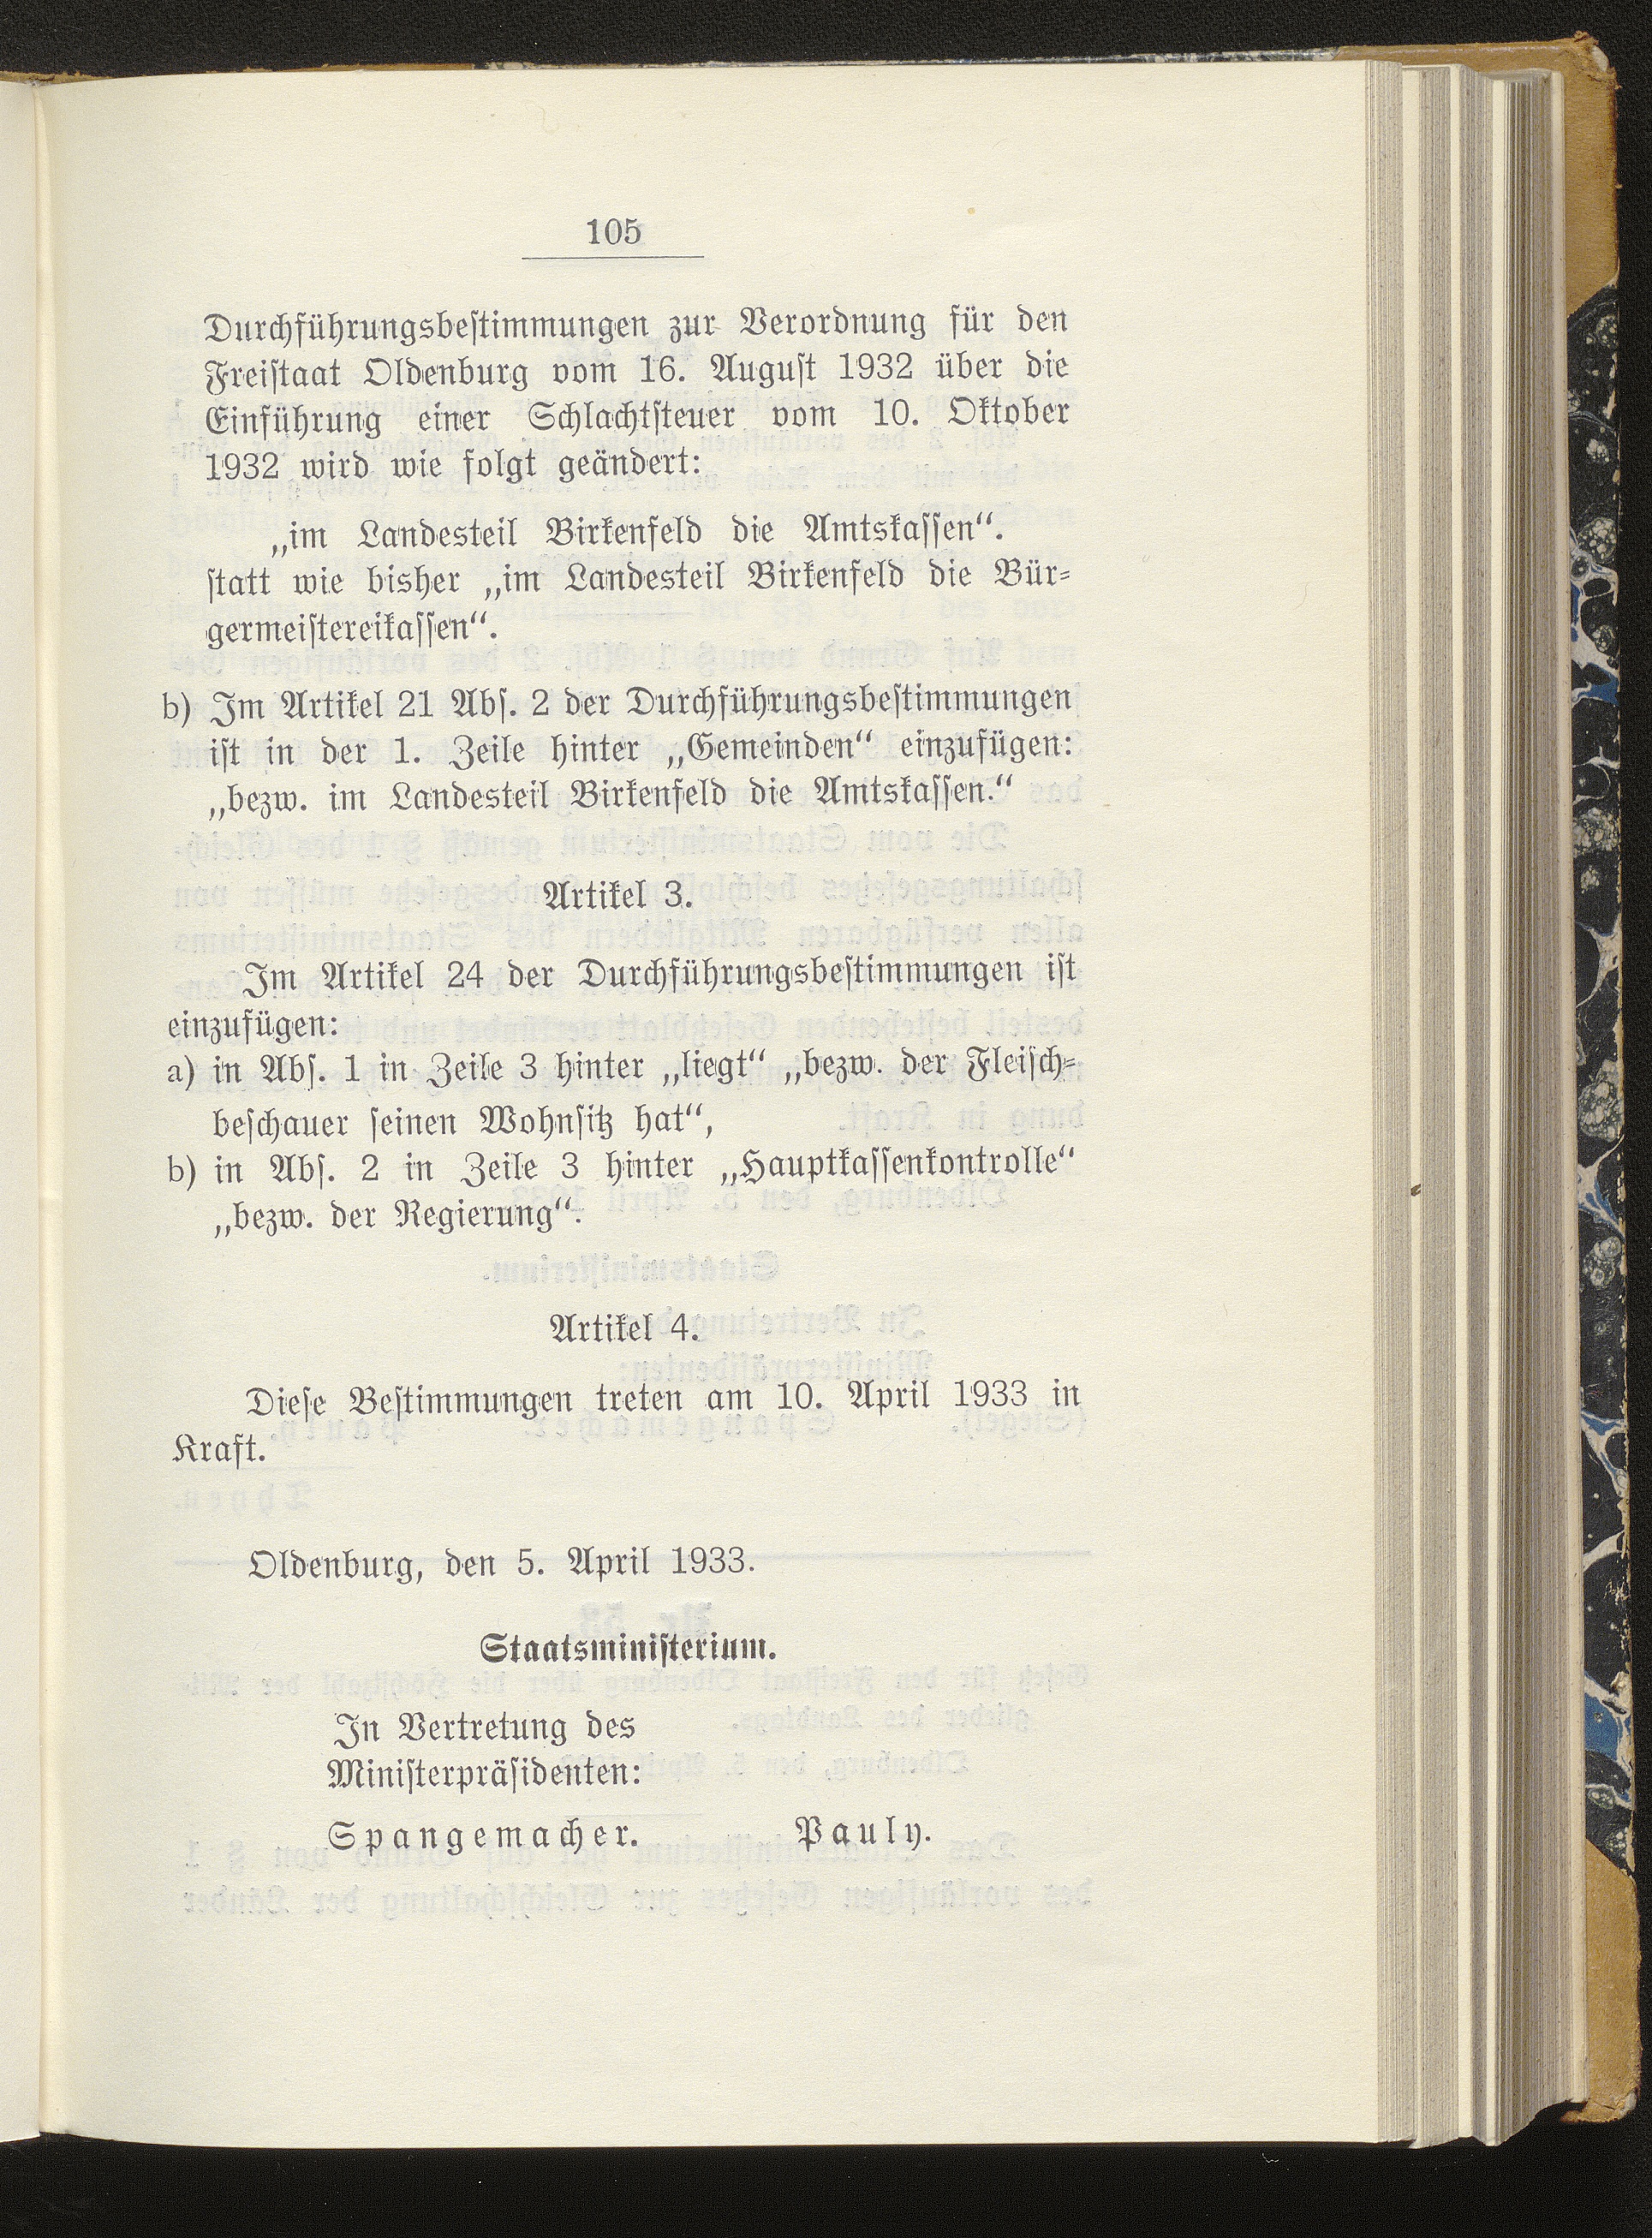 105
Durchführungsbestimmungen zur Verordnung für den
Freistaat Oldenburg vom 16. August 1932 über die
Einführung einer Schlachtsteuer vom 10. Oktober
1932 wird wie folgt geändert:
„im Landesteil Birkenfeld die Amtskassen“.
statt wie bisher „im Landesteil Birkenfeld die Bür-
germeistereikassen“.
b) Im Artikel 21 Abs. 2 der Durchführungsbestimmungen
ist in der 1. Zeile hinter „Gemeinden“ einzufügen:
„bezw. im Landesteil Birkenfeld die Amtskassen.“
Artikel 3.
Im Artikel 24 der Durchführungsbestimmungen ist
einzufügen:
a) in Abs. 1 in Zeile 3 hinter „liegt“ „bezw. der Fleisch-
beschauer seinen Wohnsitz hat“,
b) in Abs. 2 in Zeile 3 hinter „Hauptkassenkontrolle“
„bezw. der Regierung“.
Artikel 4.
Diese Bestimmungen treten am 10. April 1933 in
Kraft.
Oldenburg, den 5. April 1933.
Staatsministerium.
In Vertretung des
Ministerpräsidenten:
Spangemacher. Pauly.